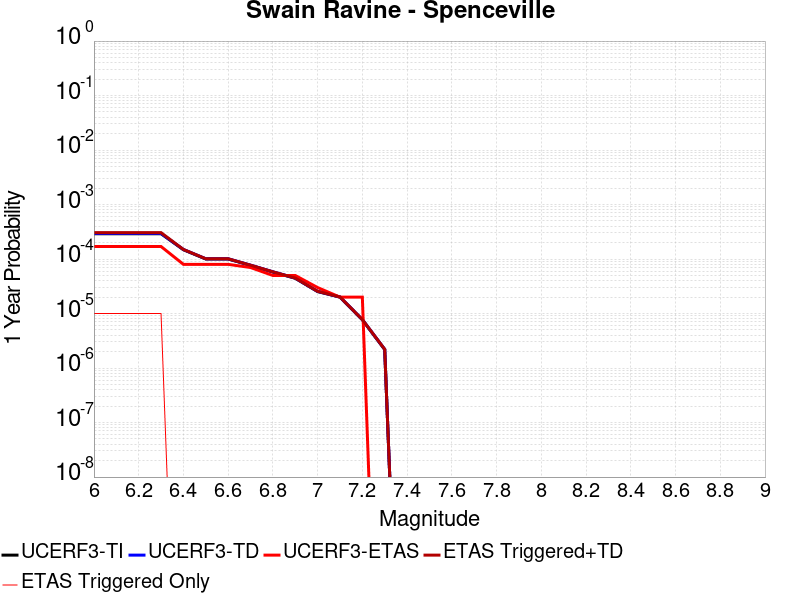 Swain Ravine - Spenceville
1 Year Probability
10^0
10^-1
10^-2
10^-3
10^-4
10^-5
10^-6
10^-7
10^-8
6 6.2 6.4 6.6 6.8 7 7.2 7.4 7.6 7.8 8 8.2 8.4 8.6 8.8 9
Magnitude
UCERF3-TI UCERF3-TD UCERF3-ETAS ETAS Triggered+TD
ETAS Triggered Only